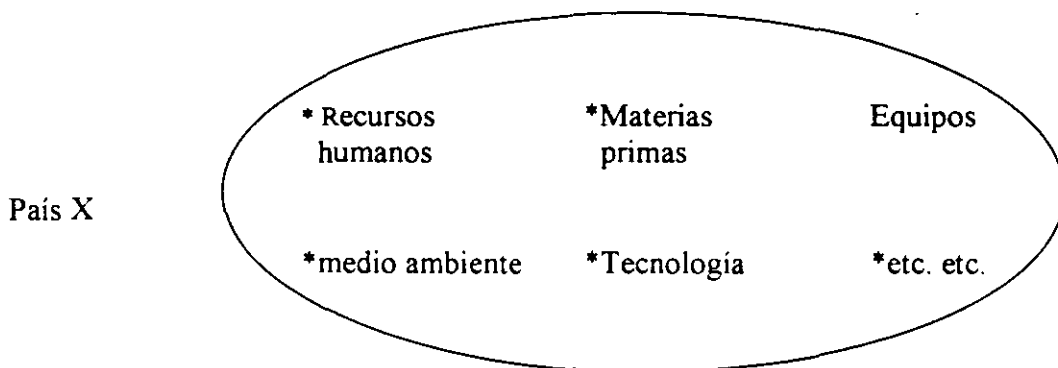 * Recursos humanos
*Materias primas
Equipos
País X
*medio ambiente
*Tecnología
*etc. etc.